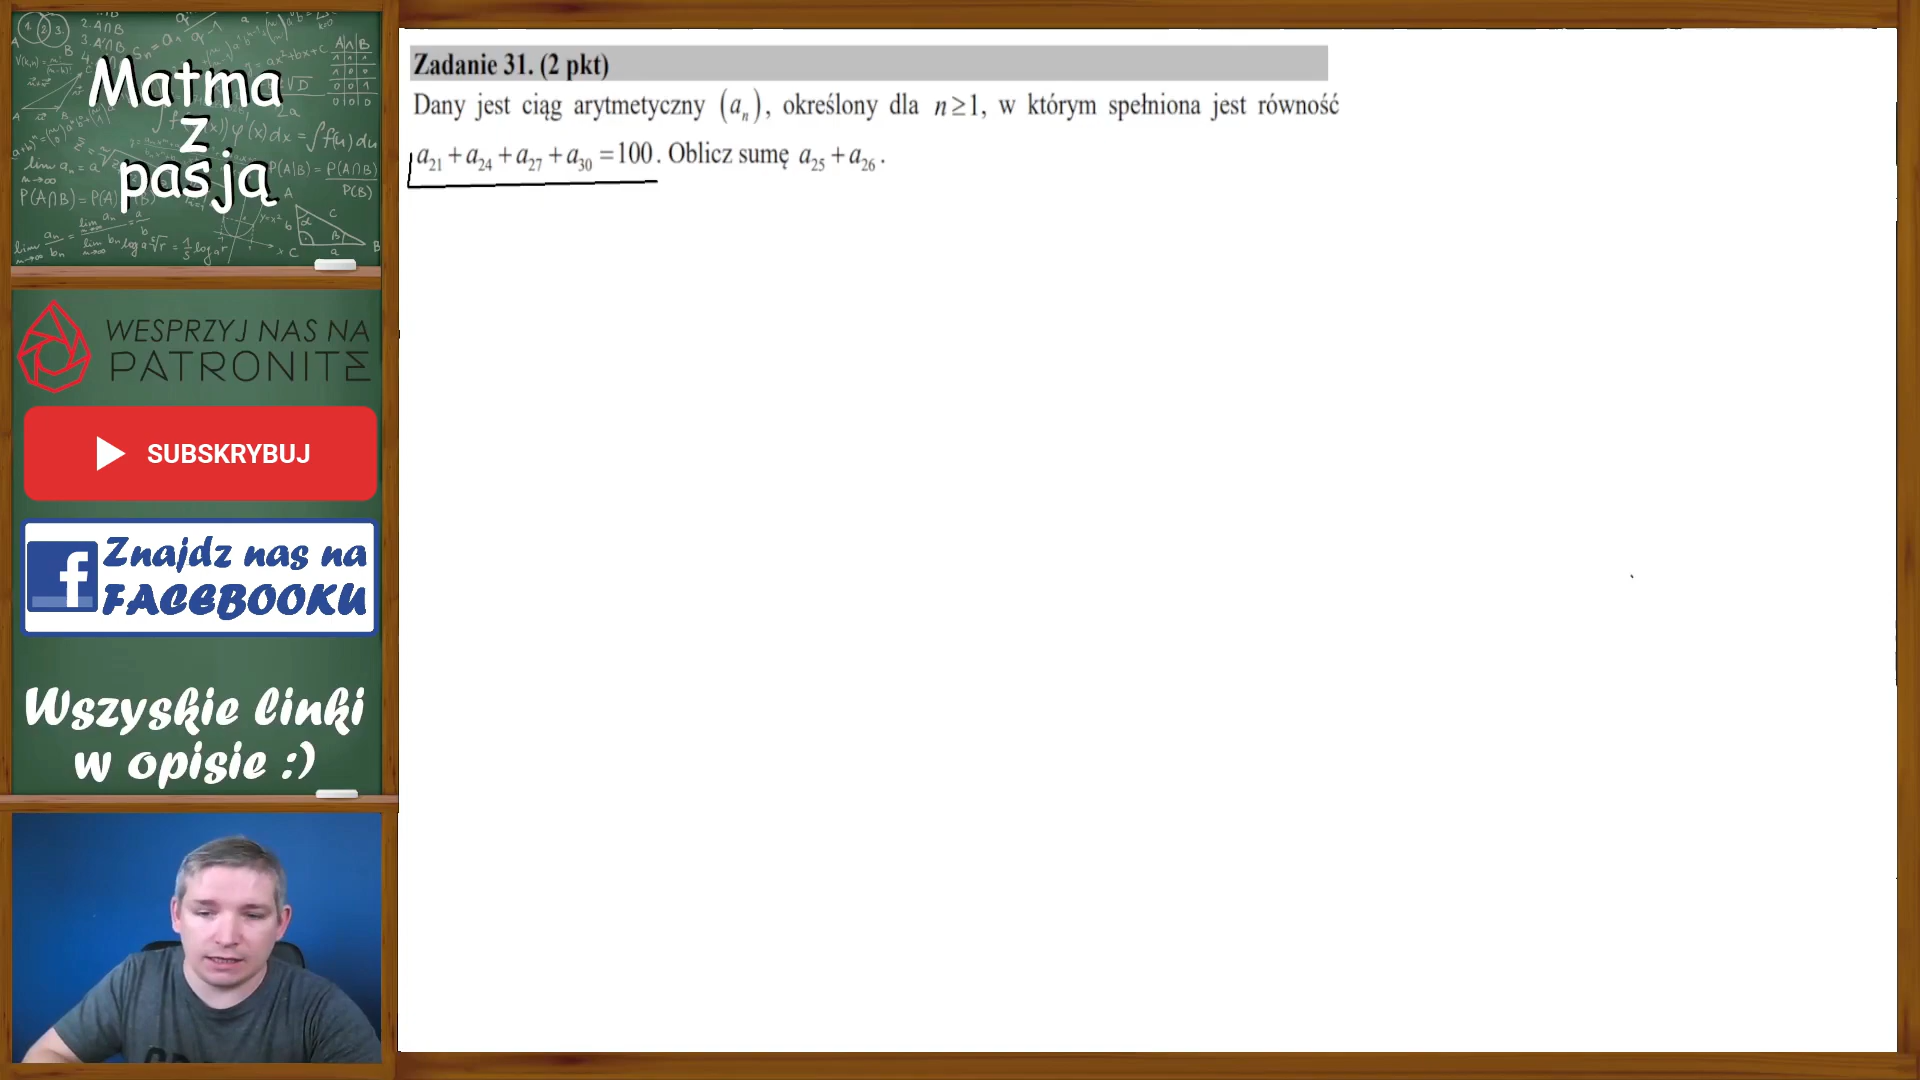 Matma
z
pasją
WESPRZYJ NAS NA
PATRONITE
SUBSKRYBUJ
Znajdz nas na
FACEBOOKU
Wszyskie linki
w opisie :)
Zadanie 31. (2 pkt)
Dany jest ciąg arytmetyczny (aₙ), określony dla n≥1, w którym spełniona jest równość
a₂₁ + a₂₄ + a₂₇ + a₃₀ = 100. Oblicz sumę a₂₅ + a₂₆.